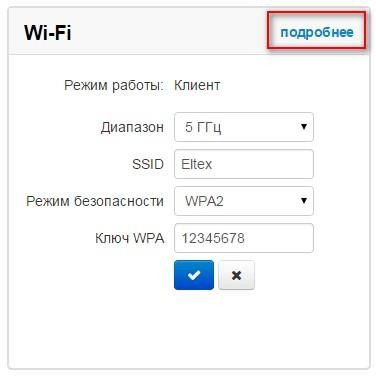 Wi-Fi подробнее
Режим работы: Клиент
Диапазон 5 ГГц
SSID Eltex
Режим безопасности WPA2
Ключ WPA 12345678